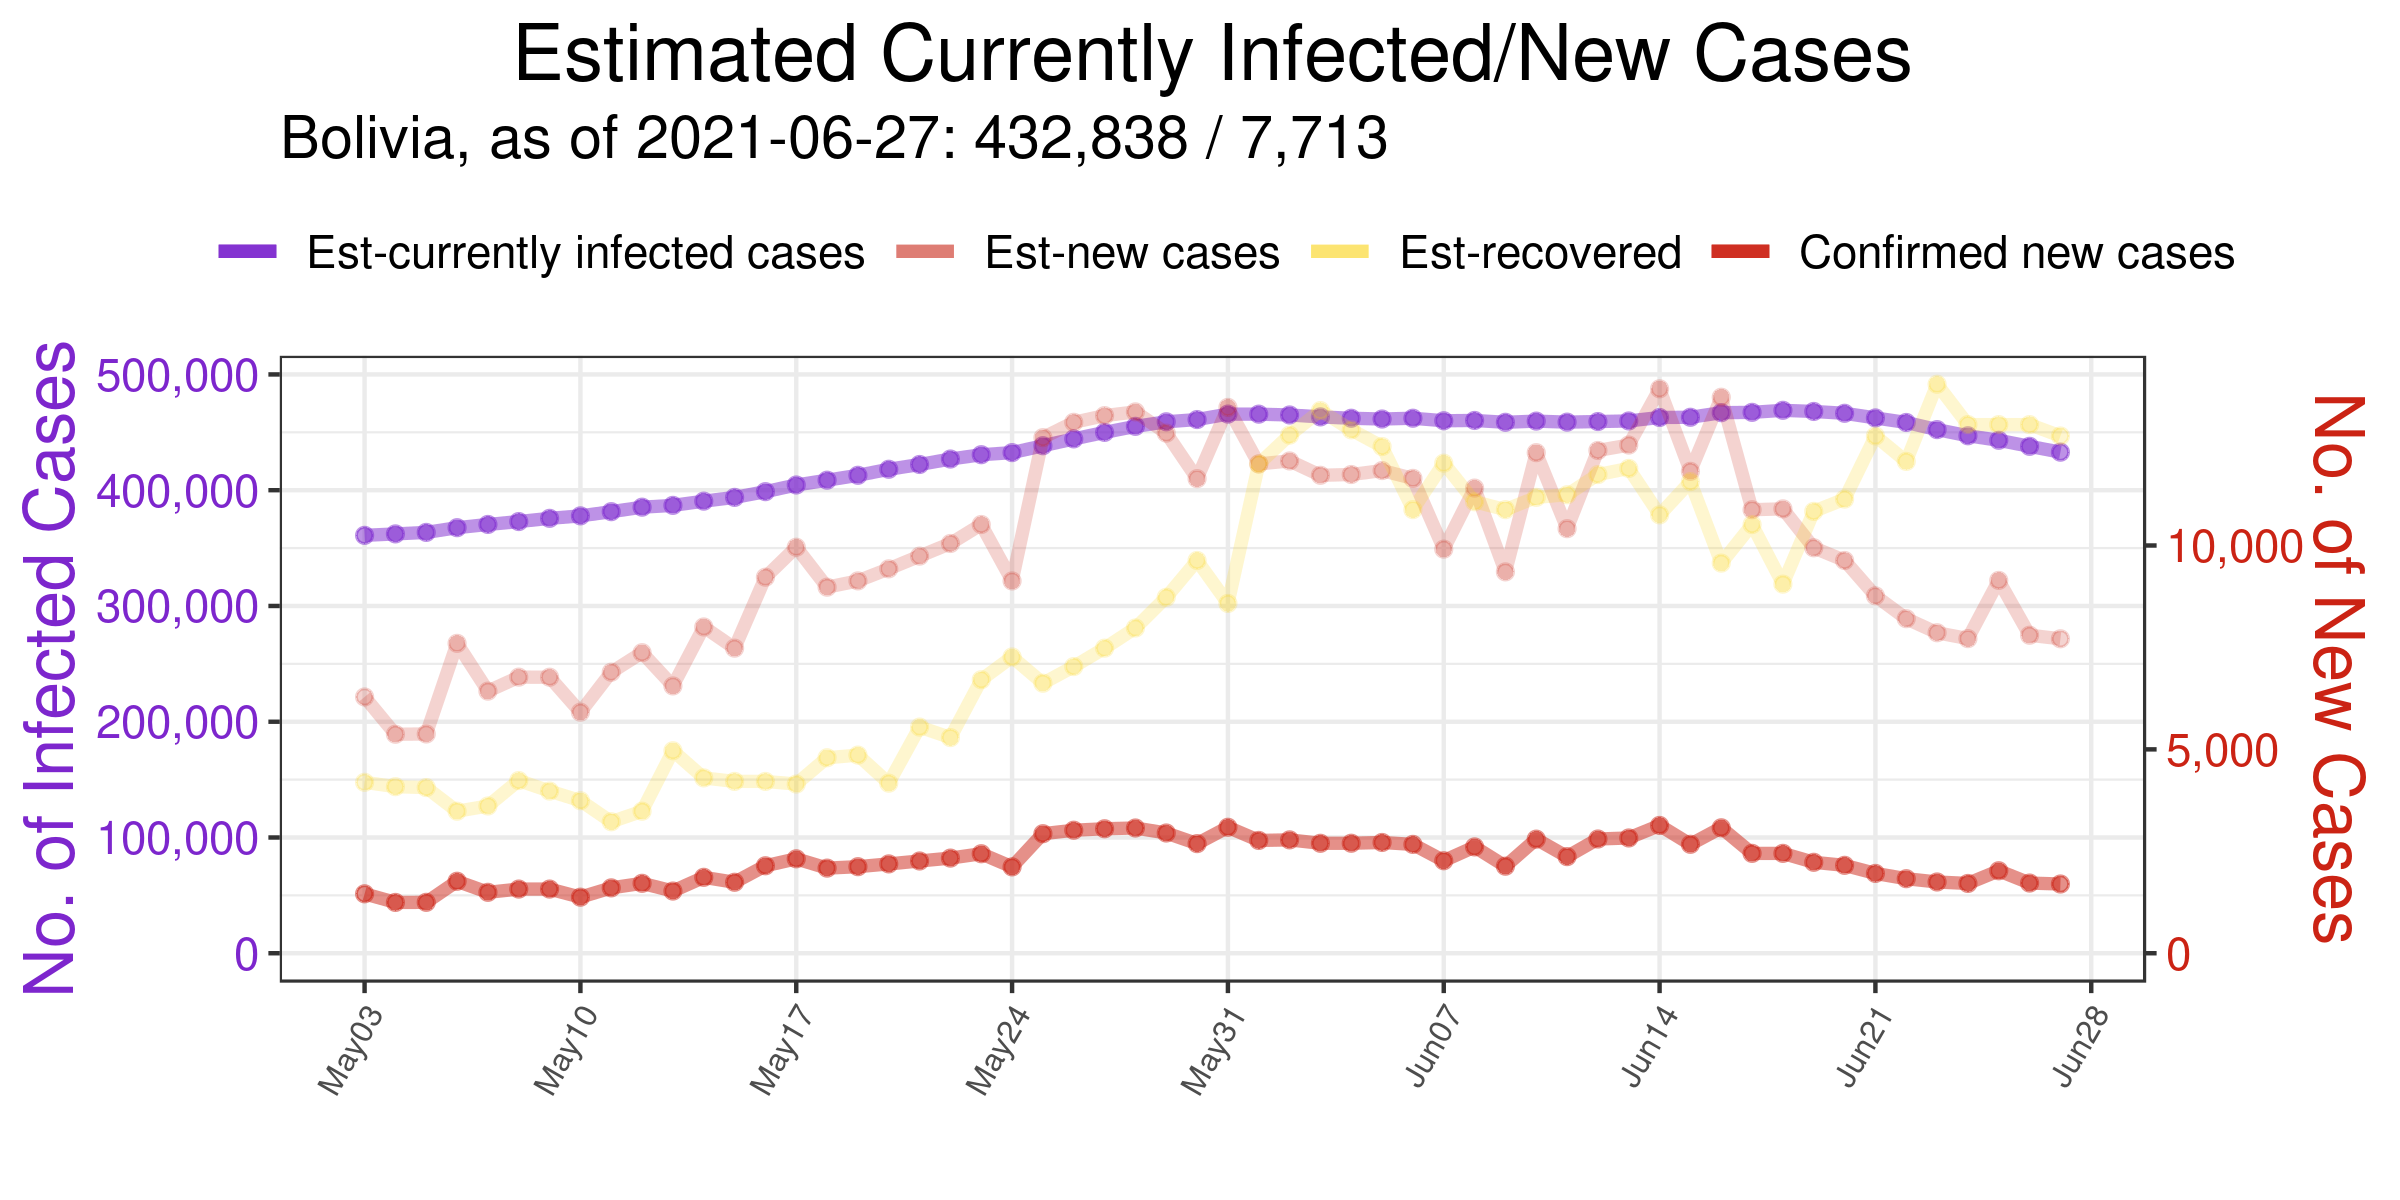 Estimated Currently Infected/New Cases
Bolivia, as of 2021-06-27: 432,838 / 7,713
Est-currently infected cases Est-new cases Est-recovered Confirmed new cases
No. of Infected Cases
500,000
400,000
300,000
200,000
100,000
0
10,000
5,000
0
No. of New Cases
May03 May10 May17 May24 May31 Jun07 Jun14 Jun21 Jun28